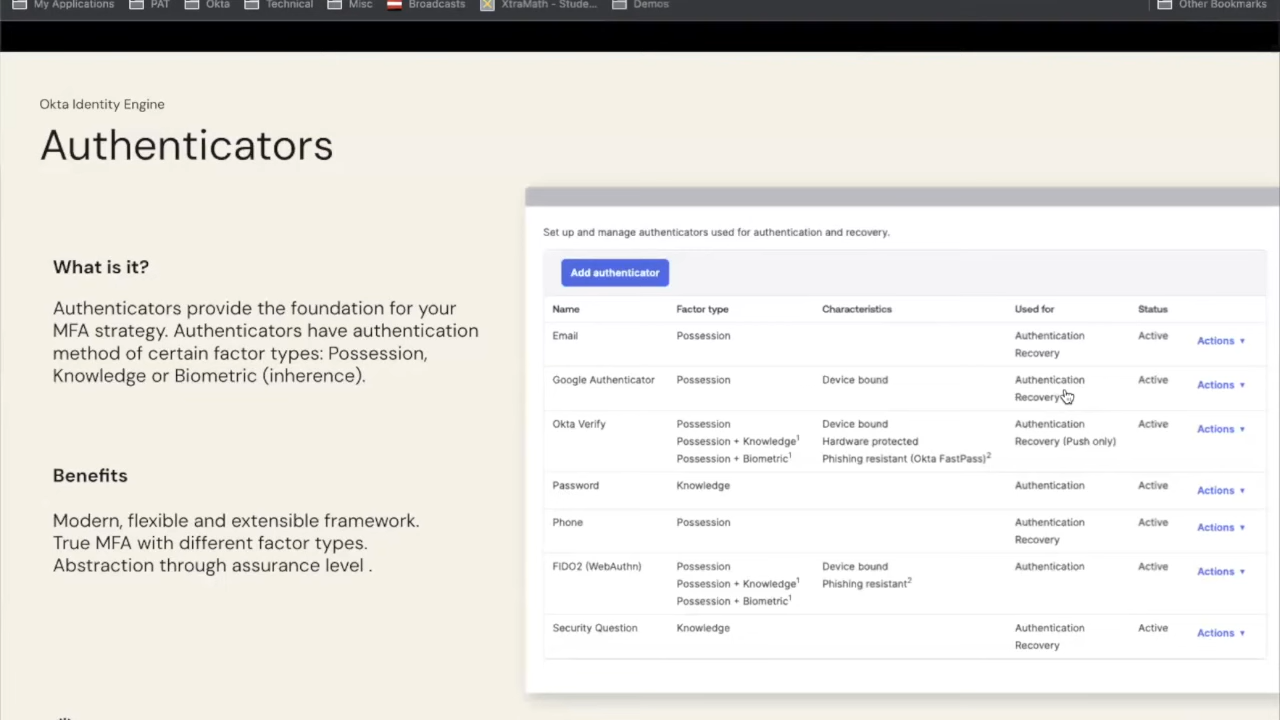 My Applications PAT Okta Technical Misc Broadcasts XtraMath - Stude... Demos Other Bookmarks
Okta Identity Engine
Authenticators
What is it?
Authenticators provide the foundation for your
MFA strategy. Authenticators have authentication
method of certain factor types: Possession,
Knowledge or Biometric (inherence).
Benefits
Modern, flexible and extensible framework.
True MFA with different factor types.
Abstraction through assurance level .
Set up and manage authenticators used for authentication and recovery.
Add authenticator
Name Factor type Characteristics Used for Status
Email Possession Authentication Active Actions ▼
Recovery
Google Authenticator Possession Device bound Authentication Active Actions ▼
Recovery
Okta Verify Possession Device bound Authentication Active Actions ▼
Possession + Knowledge¹ Hardware protected Recovery (Push only)
Possession + Biometric¹ Phishing resistant (Okta FastPass)²
Password Knowledge Authentication Active Actions ▼
Phone Possession Authentication Active Actions ▼
Recovery
FIDO2 (WebAuthn) Possession Device bound Authentication Active Actions ▼
Possession + Knowledge¹ Phishing resistant²
Possession + Biometric¹
Security Question Knowledge Authentication Active Actions ▼
Recovery